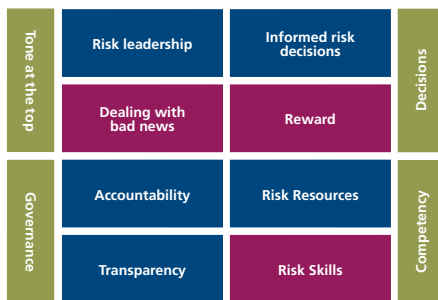 Tone at the top
Risk leadership
Informed risk
decisions
Decisions
Dealing with
bad news
Reward
Governance
Accountability
Risk Resources
Competency
Transparency
Risk Skills